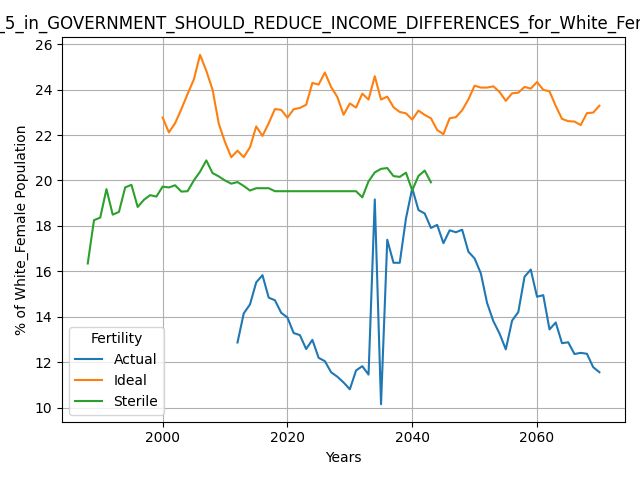 _5_in_GOVERNMENT_SHOULD_REDUCE_INCOME_DIFFERENCES_for_White_Fe
26
24
22
20
18
16
14
12
10
% of White_Female Population
Fertility
Actual
Ideal
Sterile
2000
2020
2040
2060
Years